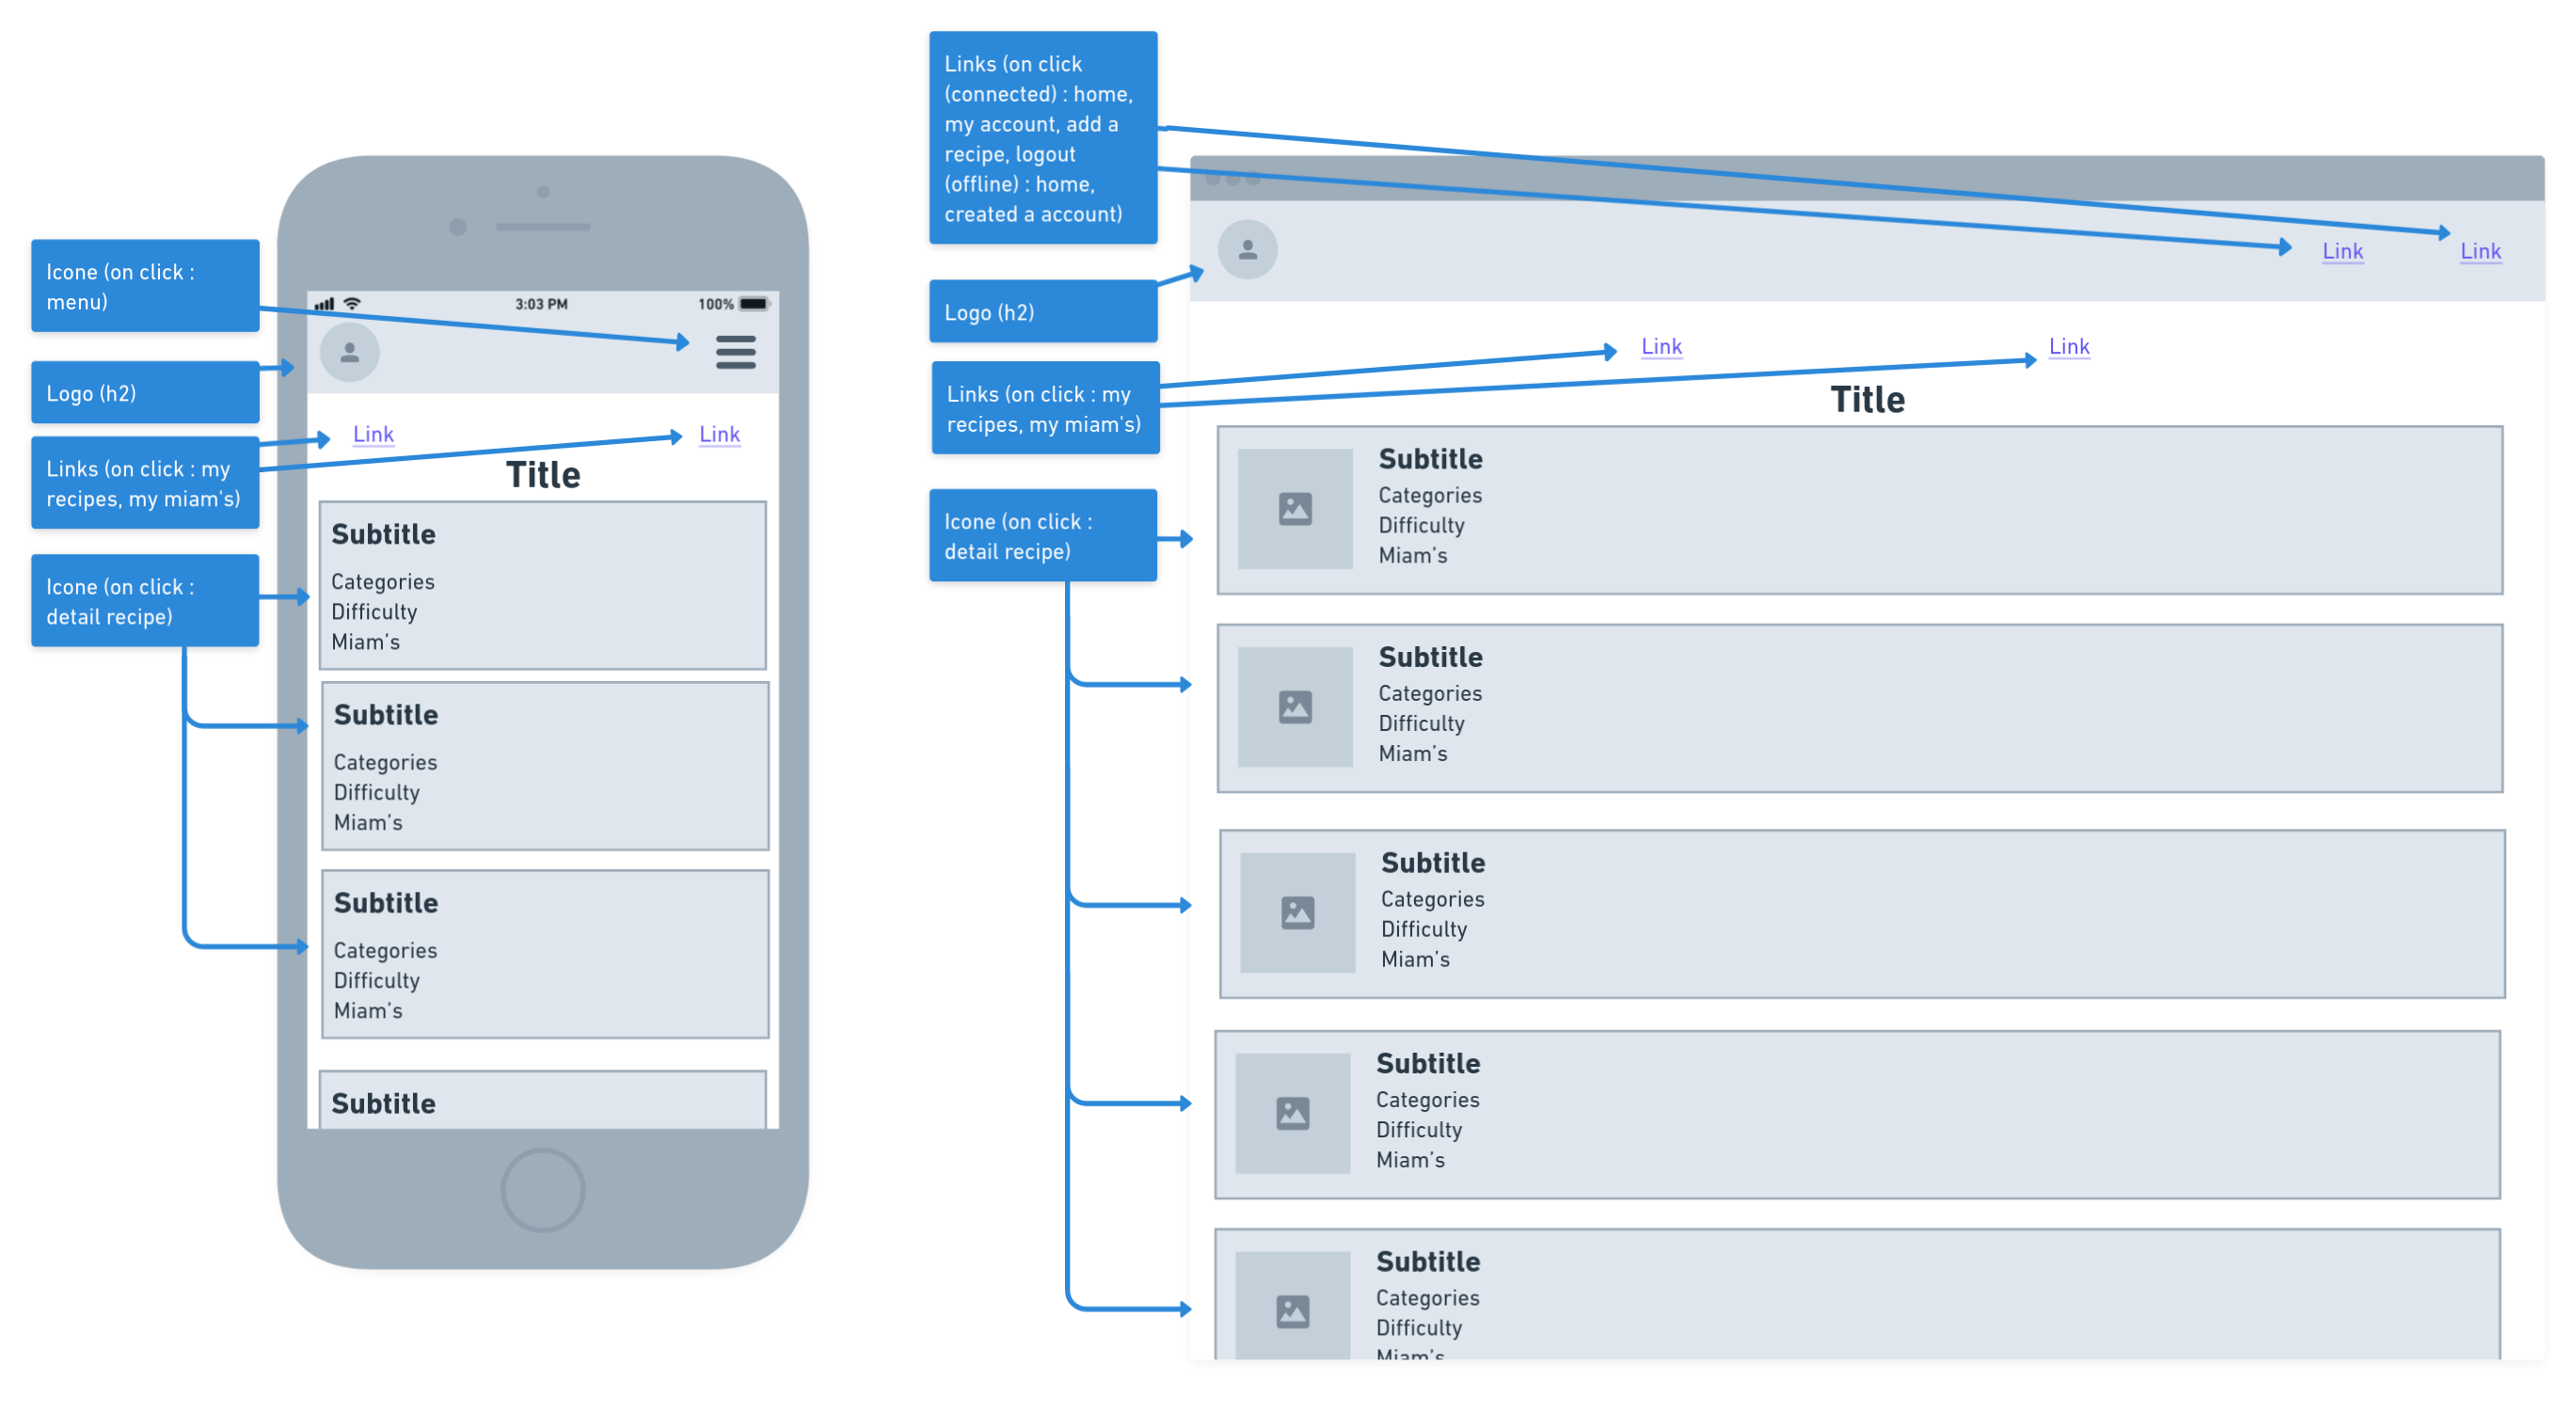 Icone (on click :
menu)
Logo (h2)
Links (on click : my
recipes, my miam's)
Icone (on click :
detail recipe)
3:03 PM
100%
Link
Link
Title
Subtitle
Categories
Difficulty
Miam's
Subtitle
Categories
Difficulty
Miam's
Subtitle
Categories
Difficulty
Miam's
Subtitle
Links (on click
(connected) : home,
my account, add a
recipe, logout
(offline) : home,
created a account)
Logo (h2)
Links (on click : my
recipes, my miam's)
Icone (on click :
detail recipe)
Link
Link
Link
Link
Title
Subtitle
Categories
Difficulty
Miam's
Subtitle
Categories
Difficulty
Miam's
Subtitle
Categories
Difficulty
Miam's
Subtitle
Categories
Difficulty
Miam's
Subtitle
Categories
Difficulty
Miam's